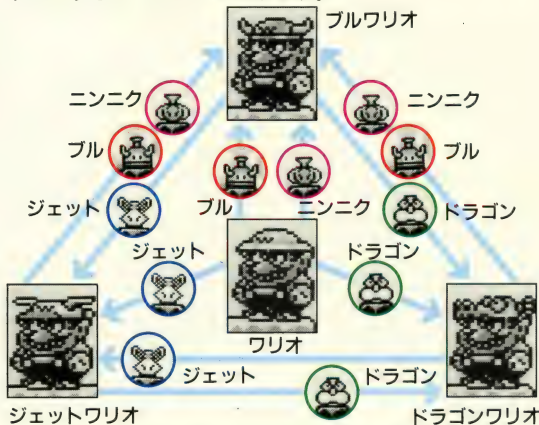 ブルワリオ
ニンニク
ニンニク
ブル
ブル
ジェット
ブル
ニンニク
ドラゴン
ジェット
ドラゴン
ワリオ
ジェット
ドラゴン
ジェットワリオ
ドラゴンワリオ